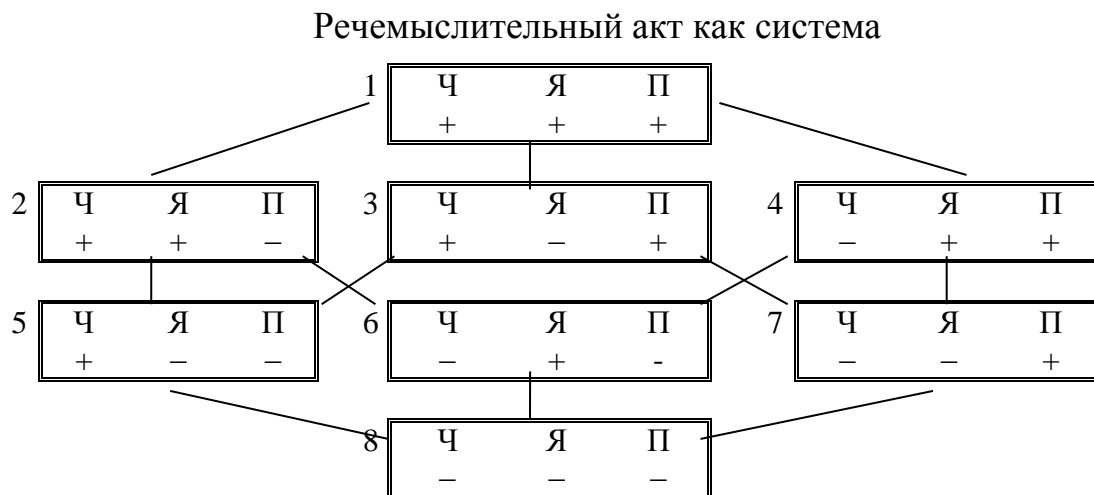 Речемыслительный акт как система
1 Ч Я П
+ + +
2 Ч Я П 3 Ч Я П 4 Ч Я П
+ + – + – + – + +
5 Ч Я П 6 Ч Я П 7 Ч Я П
+ – – – + - – – +
8 Ч Я П
– – –